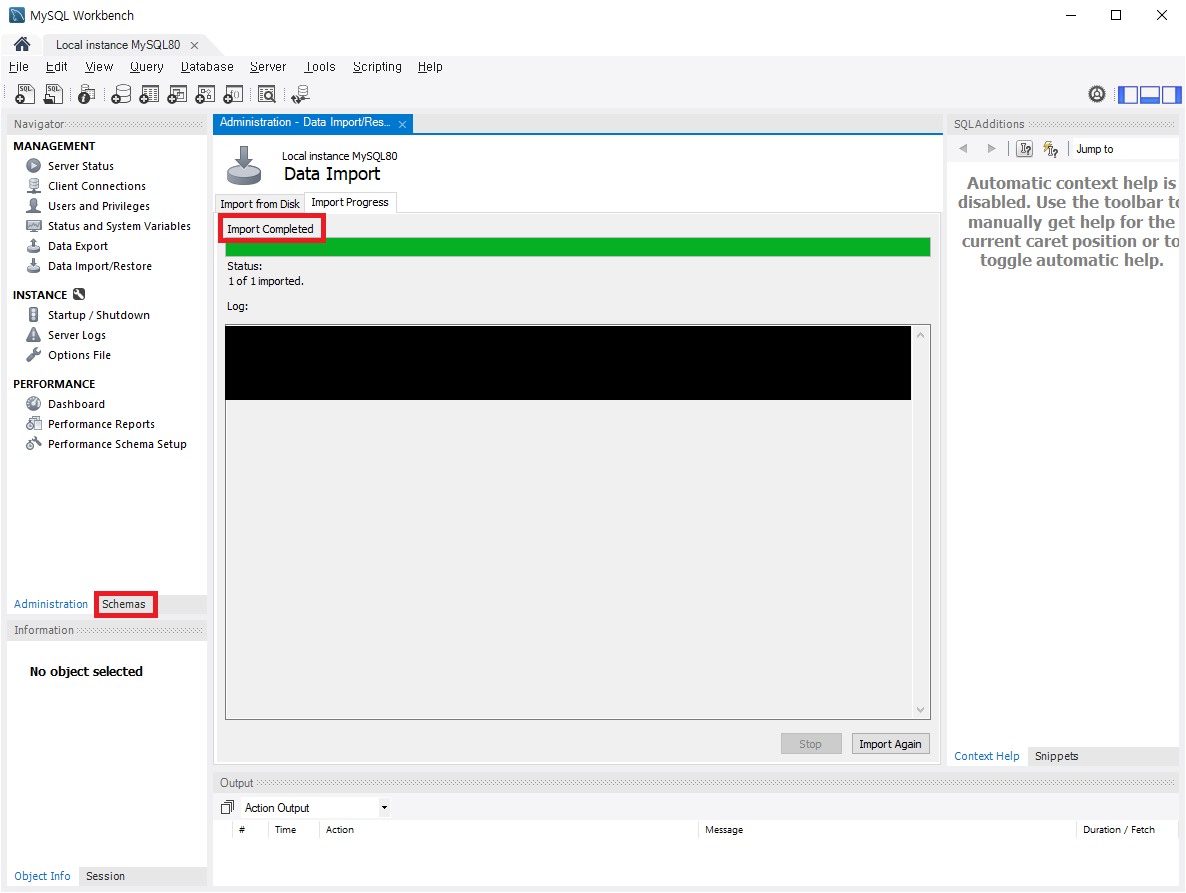 MySQL Workbench
Local instance MySQL80
File Edit View Query Database Server Tools Scripting Help
Navigator
MANAGEMENT
Server Status
Client Connections
Users and Privileges
Status and System Variables
Data Export
Data Import/Restore
INSTANCE
Startup / Shutdown
Server Logs
Options File
PERFORMANCE
Dashboard
Performance Reports
Performance Schema Setup
Administration Schemas
Information
No object selected
Object Info Session
Administration - Data Import/Res...
Local instance MySQL80
Data Import
Import from Disk Import Progress
Import Completed
Status:
1 of 1 imported.
Log:
Stop Import Again
Output
Action Output
# Time Action Message Duration / Fetch
SQLAdditions
Jump to
Automatic context help is
disabled. Use the toolbar to
manually get help for the
current caret position or to
toggle automatic help.
Context Help Snippets